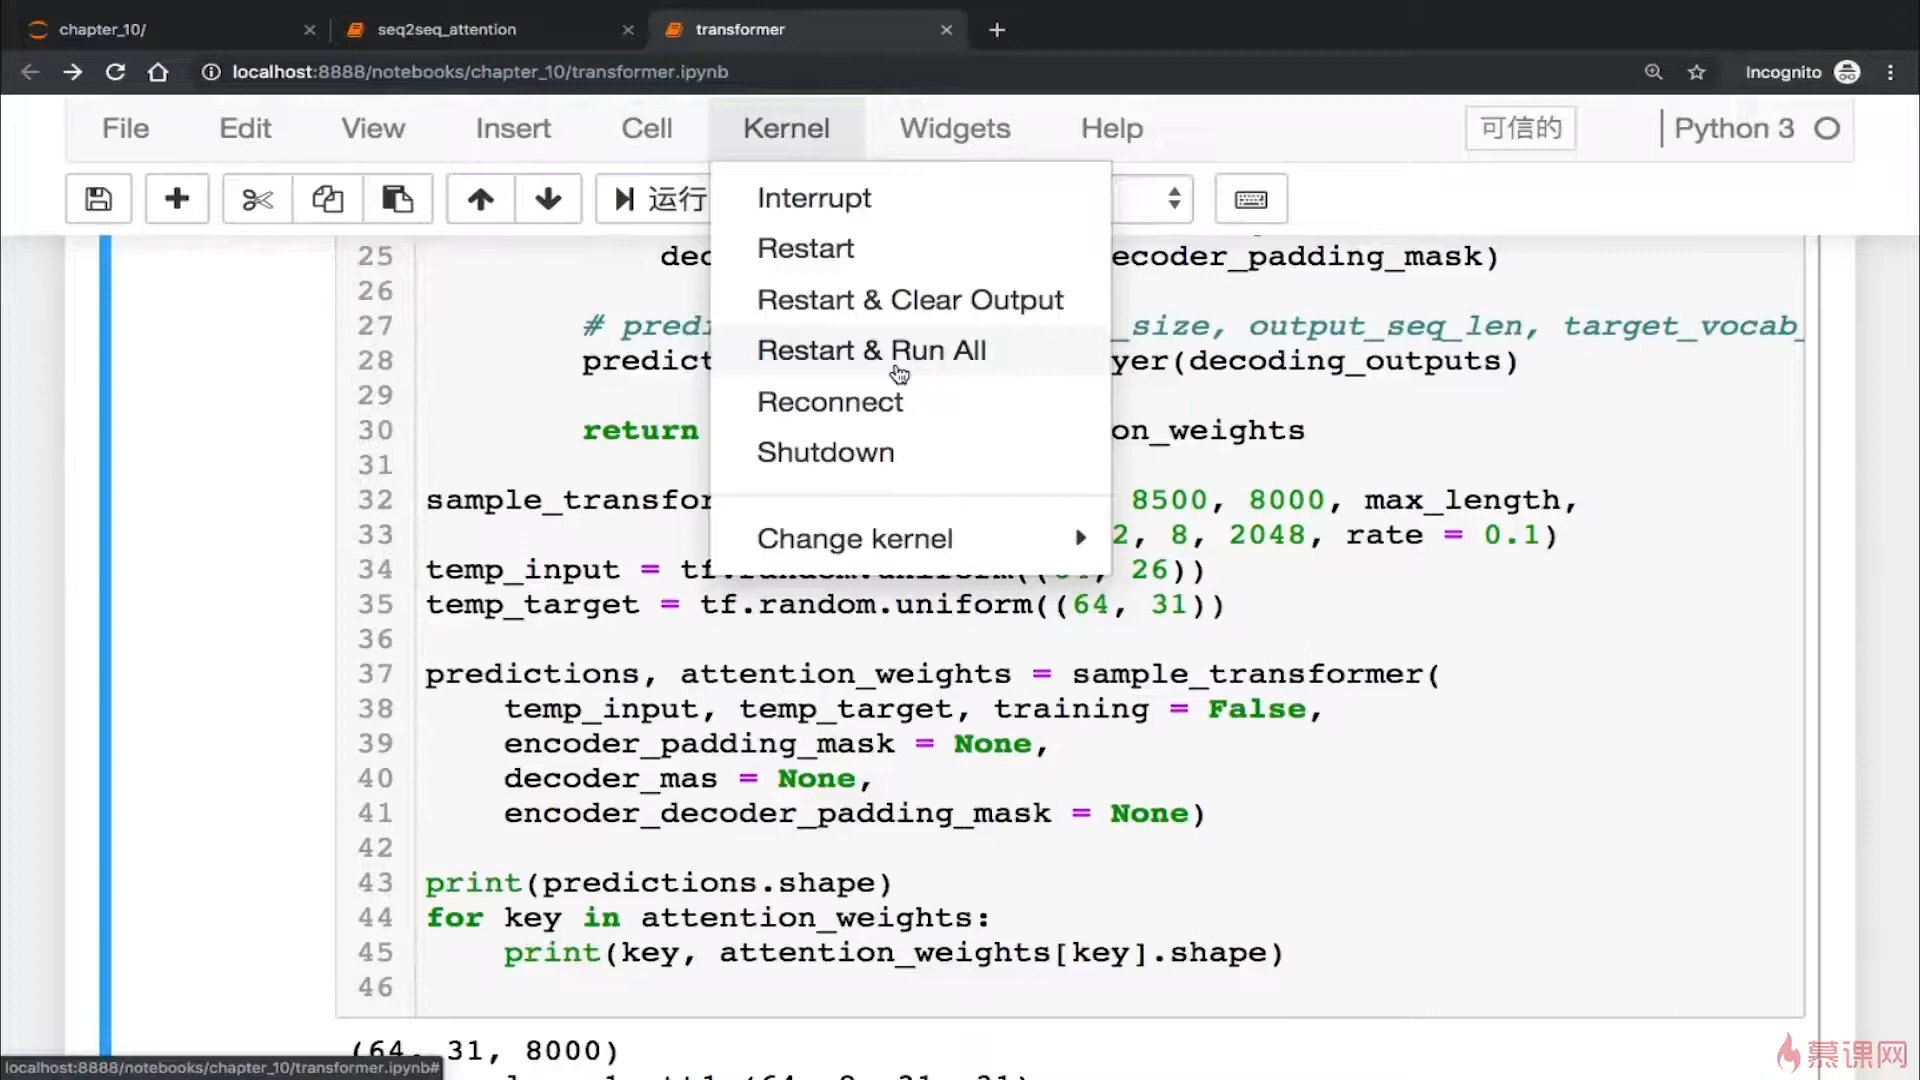 chapter_10/
seq2seq_attention
transformer
localhost:8888/notebooks/chapter_10/transformer.ipynb
Incognito
File Edit View Insert Cell Kernel Widgets Help 可信的 Python 3
运行
Interrupt
Restart
Restart & Clear Output
Restart & Run All
Reconnect
Shutdown
Change kernel
25 ecoder_padding_mask)
26
27 # pred _size, output_seq_len, target_vocab_
28 predict yer(decoding_outputs)
29
30 return on_weights
31
32 sample_transfor 8500, 8000, max_length,
33 2, 8, 2048, rate = 0.1)
34 temp_input = tf.random.uniform((64, 26))
35 temp_target = tf.random.uniform((64, 31))
36
37 predictions, attention_weights = sample_transformer(
38 temp_input, temp_target, training = False,
39 encoder_padding_mask = None,
40 decoder_mas = None,
41 encoder_decoder_padding_mask = None)
42
43 print(predictions.shape)
44 for key in attention_weights:
45 print(key, attention_weights[key].shape)
46
(64, 31, 8000)
localhost:8888/notebooks/chapter_10/transformer.ipynb#
慕课网